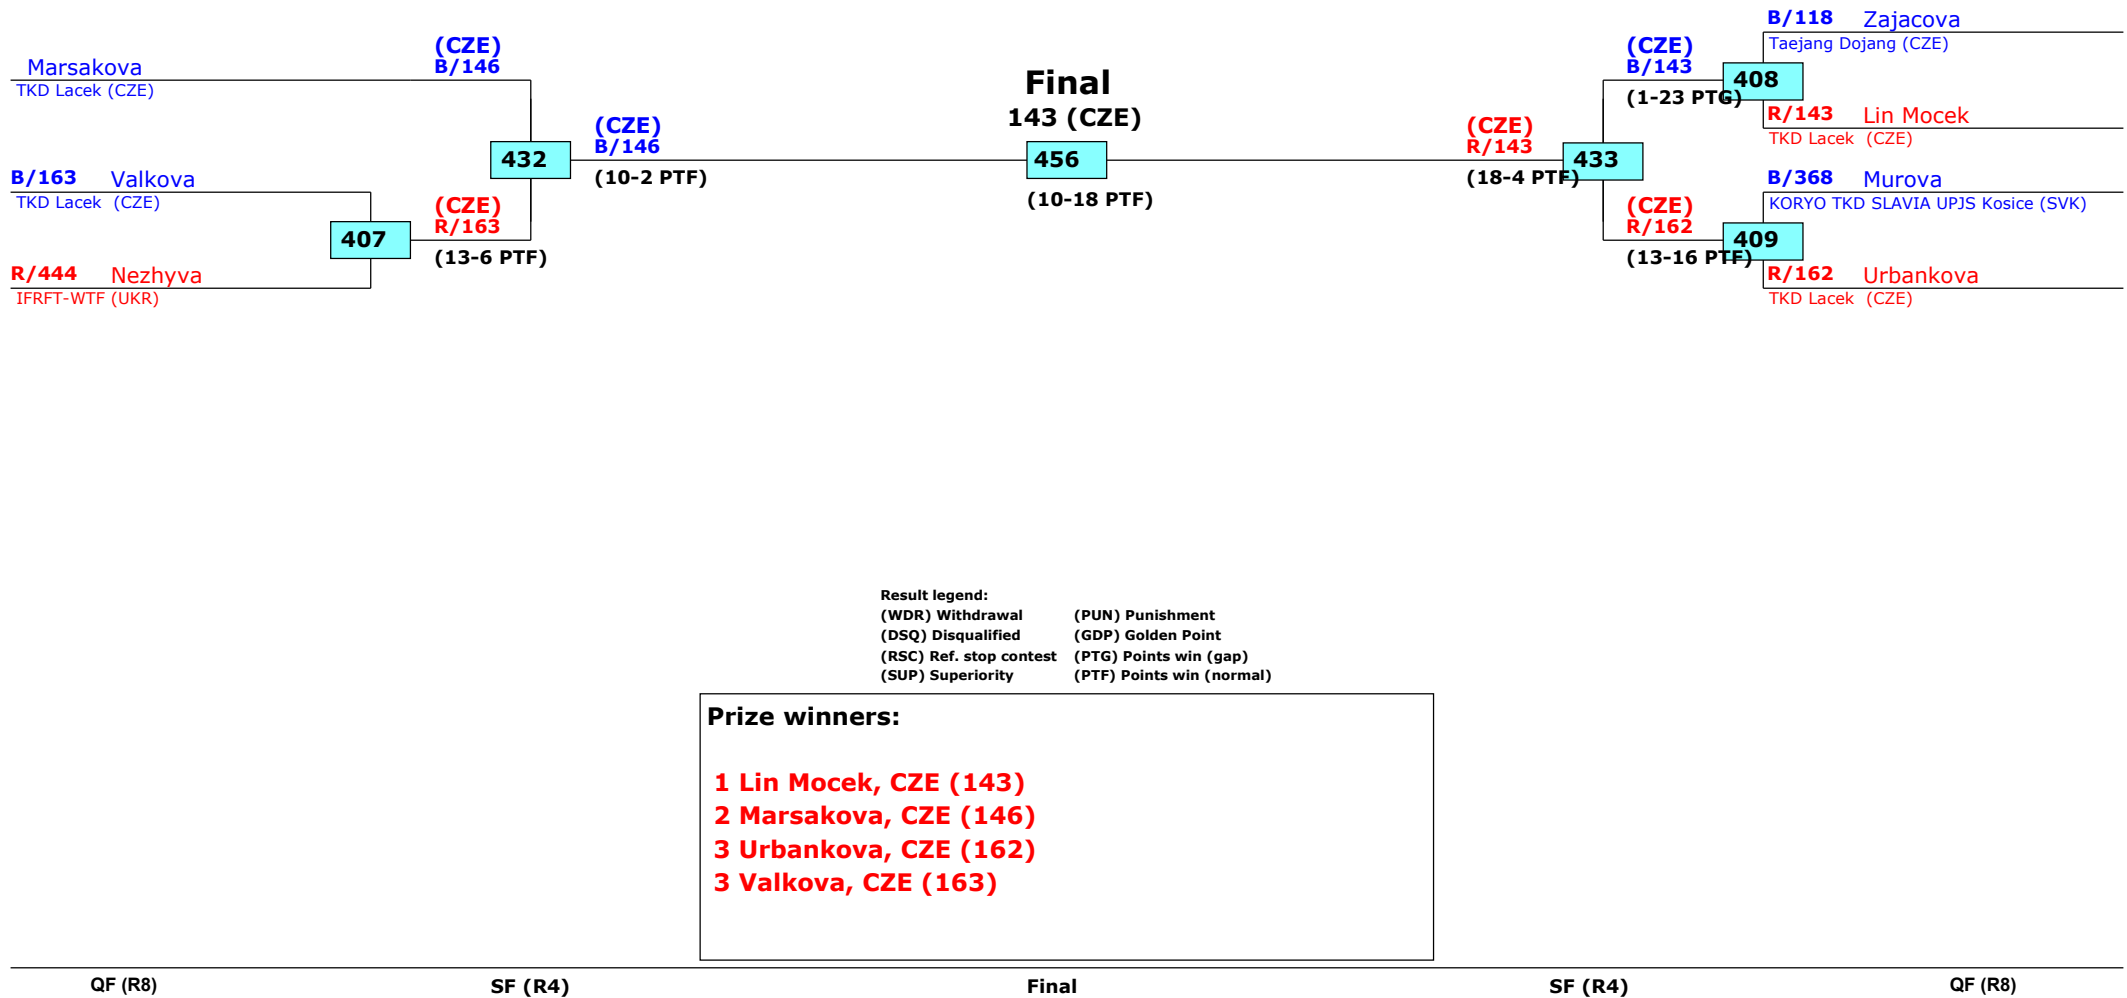 Marsakova
TKD Lacek (CZE)
B/163 Valkova
TKD Lacek (CZE)
R/444 Nezhyva
IFRFT-WTF (UKR)
407
(CZE)
B/146
(CZE)
R/163
(13-6 PTF)
432
(CZE)
B/146
(10-2 PTF)
Final
143 (CZE)
456
(10-18 PTF)
(CZE)
R/143
(18-4 PTF)
433
(CZE)
B/143
(1-23 PTG)
(CZE)
R/162
(13-16 PTF)
408
409
B/118 Zajacova
Taejang Dojang (CZE)
R/143 Lin Mocek
TKD Lacek (CZE)
B/368 Murova
KORYO TKD SLAVIA UPJS Kosice (SVK)
R/162 Urbankova
TKD Lacek (CZE)
Result legend:
(WDR) Withdrawal (PUN) Punishment
(DSQ) Disqualified (GDP) Golden Point
(RSC) Ref. stop contest (PTG) Points win (gap)
(SUP) Superiority (PTF) Points win (normal)
Prize winners:
1 Lin Mocek, CZE (143)
2 Marsakova, CZE (146)
3 Urbankova, CZE (162)
3 Valkova, CZE (163)
QF (R8) SF (R4) Final SF (R4) QF (R8)